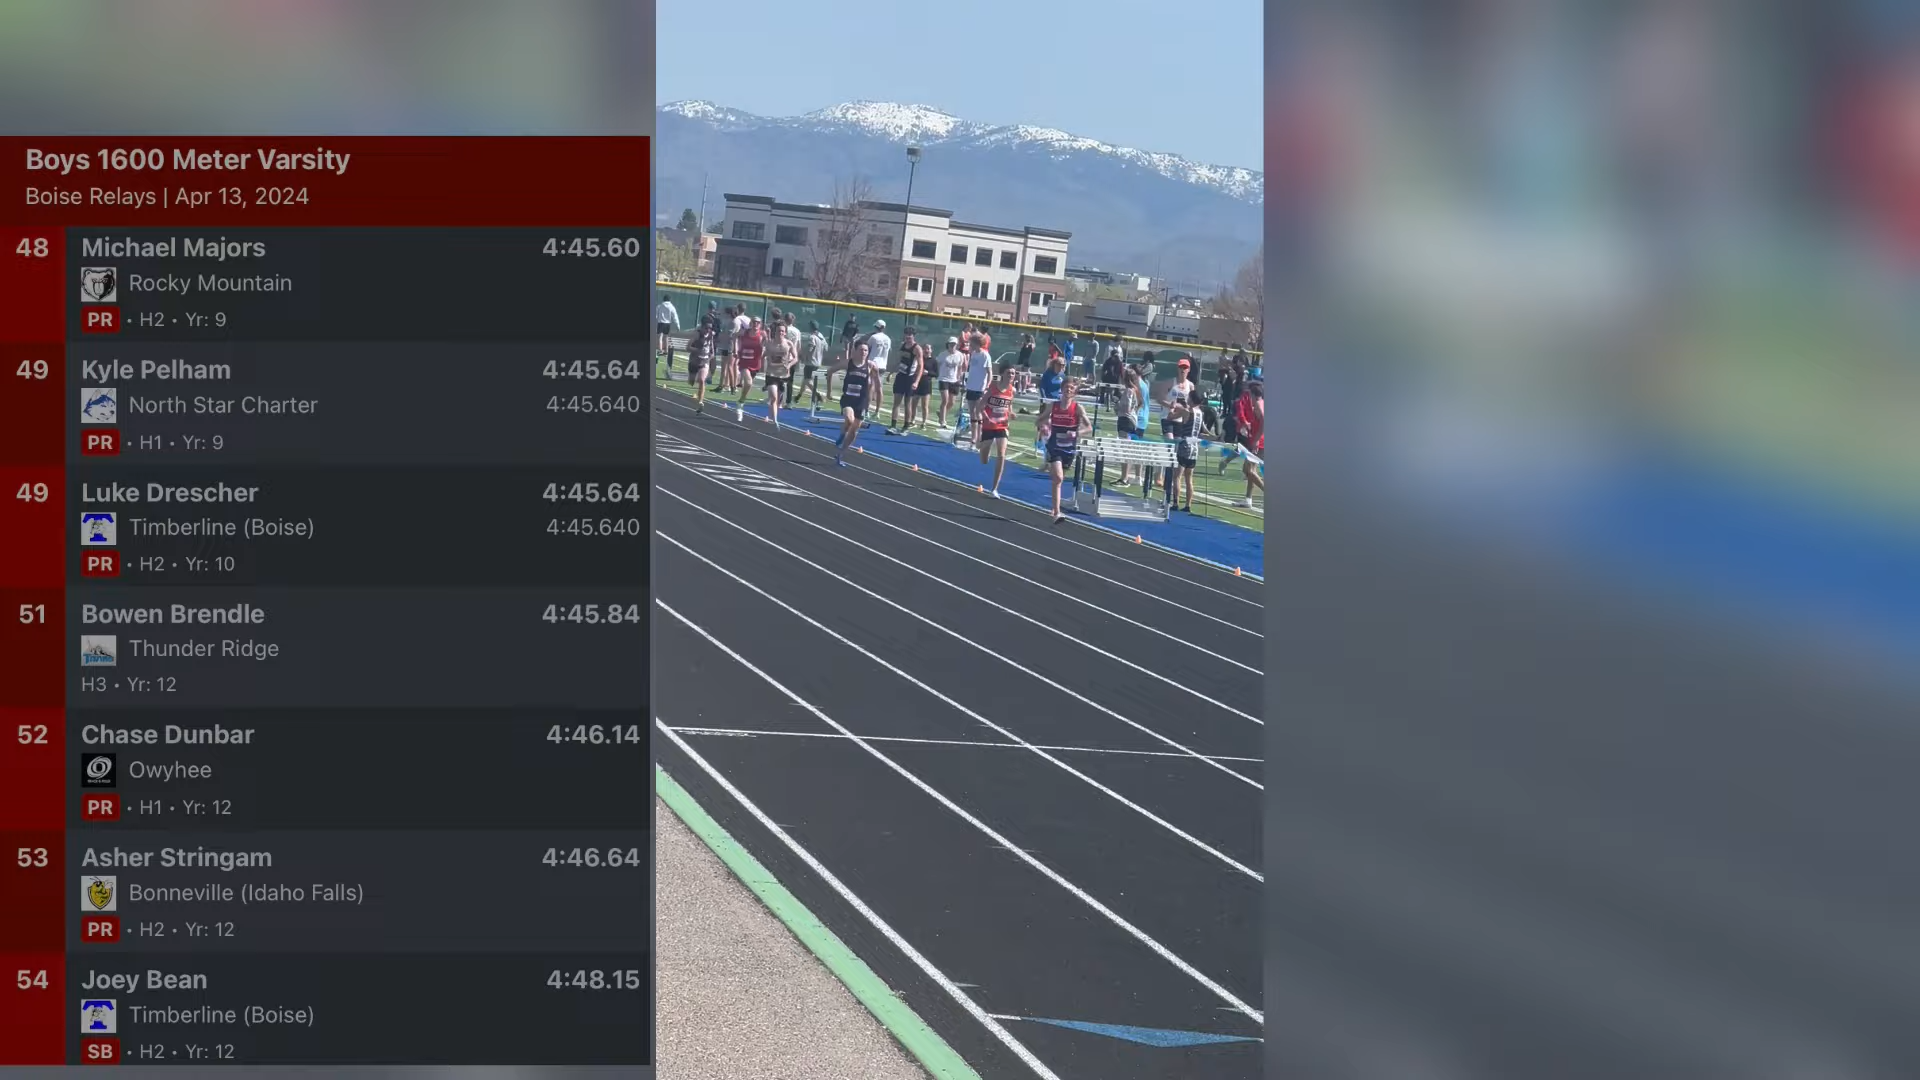 Boys 1600 Meter Varsity
Boise Relays | Apr 13, 2024
48 Michael Majors 4:45.60
Rocky Mountain
PR • H2 • Yr: 9
49 Kyle Pelham 4:45.64
North Star Charter 4:45.640
PR • H1 • Yr: 9
49 Luke Drescher 4:45.64
Timberline (Boise) 4:45.640
PR • H2 • Yr: 10
51 Bowen Brendle 4:45.84
Thunder Ridge
H3 • Yr: 12
52 Chase Dunbar 4:46.14
Owyhee
PR • H1 • Yr: 12
53 Asher Stringam 4:46.64
Bonneville (Idaho Falls)
PR • H2 • Yr: 12
54 Joey Bean 4:48.15
Timberline (Boise)
SB • H2 • Yr: 12